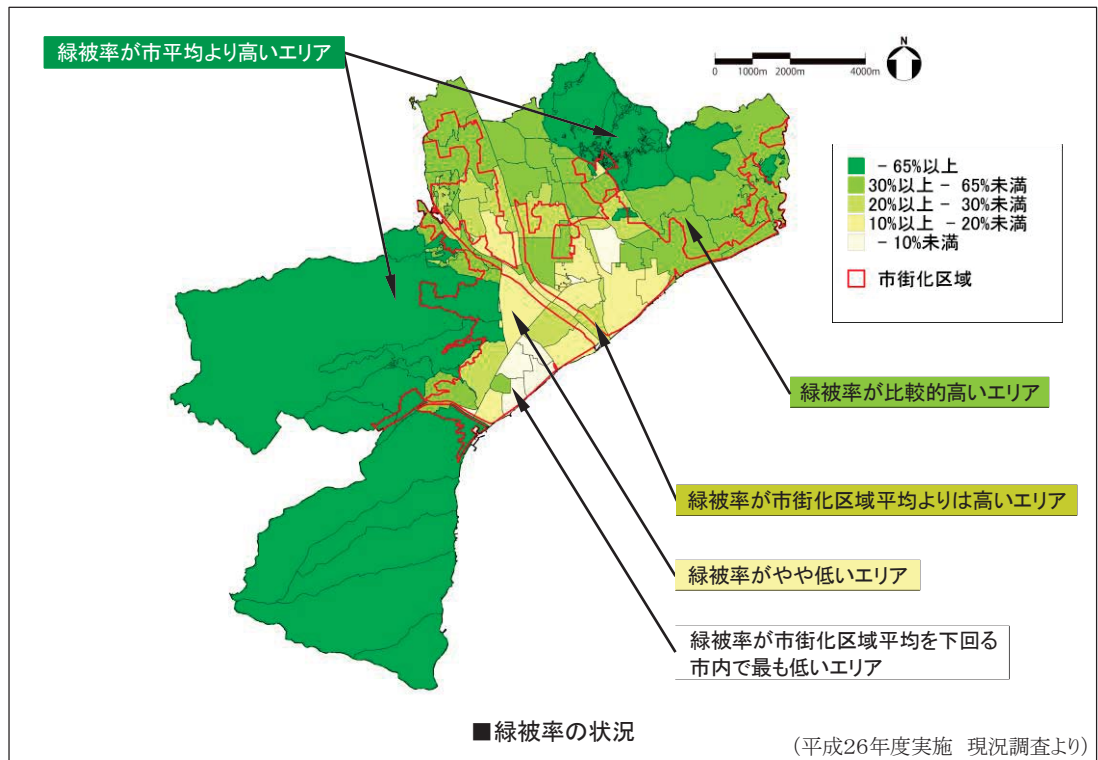 緑被率が市平均より高いエリア
N
0 1000m 2000m 4000m
- 65%以上
30%以上 - 65%未満
20%以上 - 30%未満
10%以上 - 20%未満
- 10%未満
市街化区域
緑被率が比較的高いエリア
緑被率が市街化区域平均よりは高いエリア
緑被率がやや低いエリア
緑被率が市街化区域平均を下回る
市内で最も低いエリア
■緑被率の状況
(平成26年度実施 現況調査より)